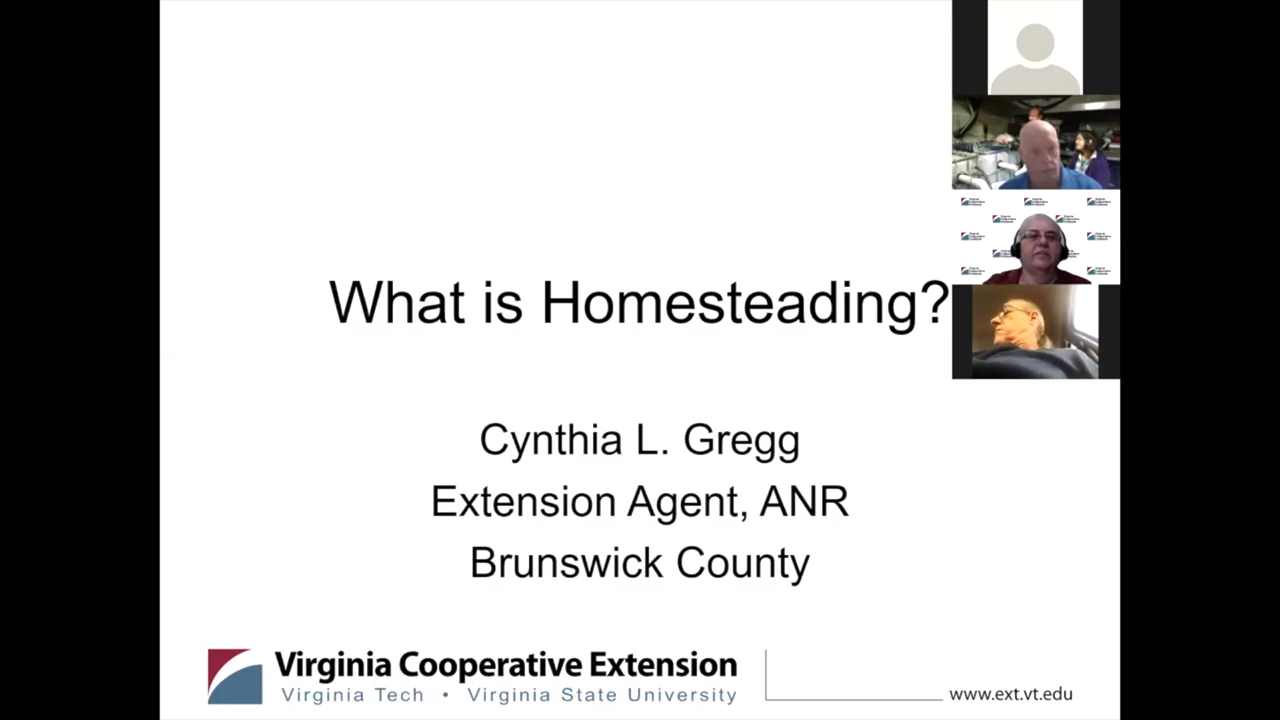 What is Homesteading?
Cynthia L. Gregg
Extension Agent, ANR
Brunswick County
Virginia Cooperative Extension
Virginia Tech • Virginia State University
www.ext.vt.edu